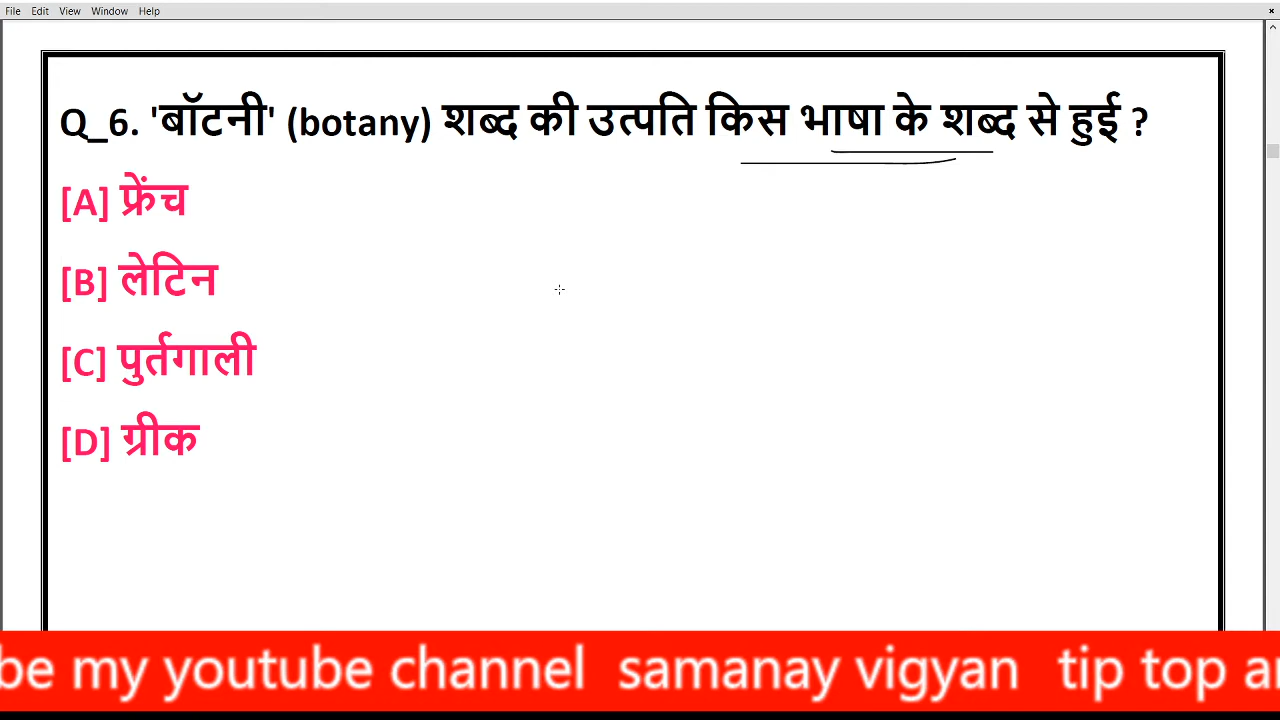 File Edit View Window Help
Q_6. 'बॉटनी' (botany) शब्द की उत्पति किस भाषा के शब्द से हुई ?
[A] फ्रेंच
[B] लेटिन
[C] पुर्तगाली
[D] ग्रीक
be my youtube channel samanay vigyan tip top